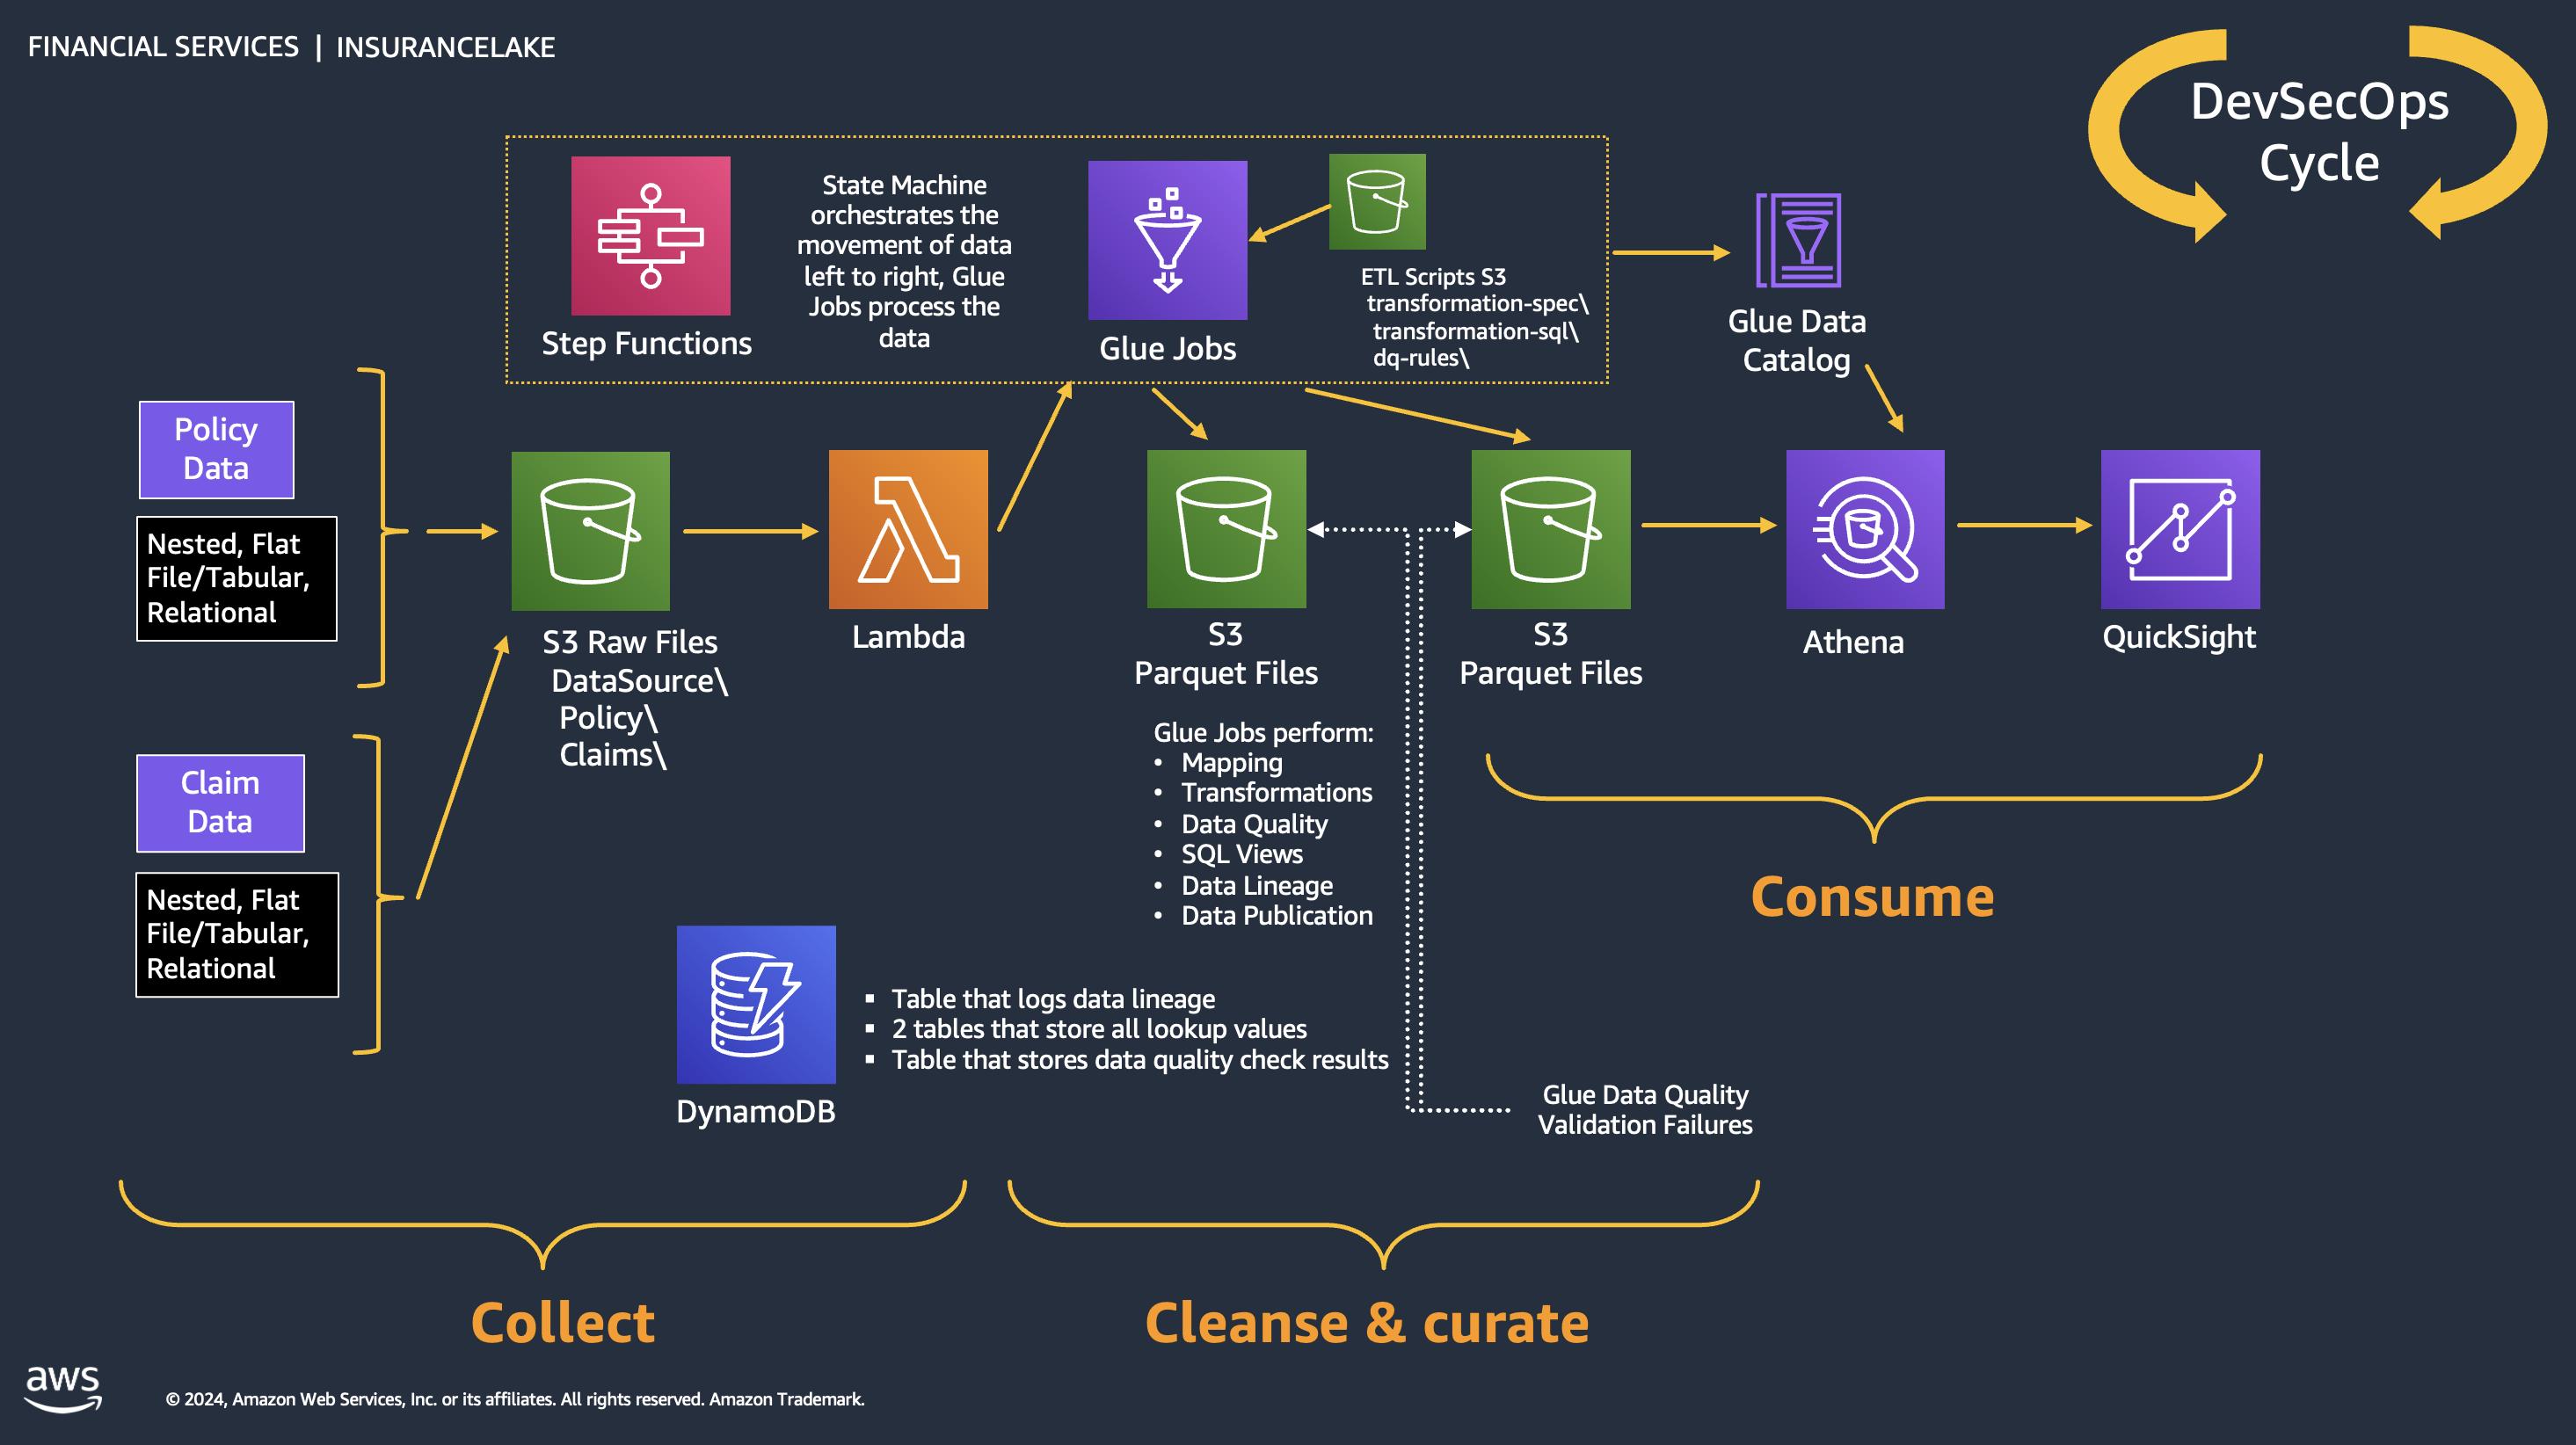 FINANCIAL SERVICES | INSURANCELAKE
DevSecOps
Cycle
Step Functions
State Machine
orchestrates the
movement of data
left to right, Glue
Jobs process the
data
Glue Jobs
ETL Scripts S3
transformation-spec\
transformation-sql\
dq-rules\
Glue Data
Catalog
Policy
Data
Nested, Flat
File/Tabular,
Relational
Claim
Data
Nested, Flat
File/Tabular,
Relational
S3 Raw Files
DataSource\
Policy\
Claims\
Lambda
S3
Parquet Files
S3
Parquet Files
Athena
QuickSight
Glue Jobs perform:
• Mapping
• Transformations
• Data Quality
• SQL Views
• Data Lineage
• Data Publication
Consume
DynamoDB
▪ Table that logs data lineage
▪ 2 tables that store all lookup values
▪ Table that stores data quality check results
Glue Data Quality
Validation Failures
Collect
Cleanse & curate
aws
© 2024, Amazon Web Services, Inc. or its affiliates. All rights reserved. Amazon Trademark.